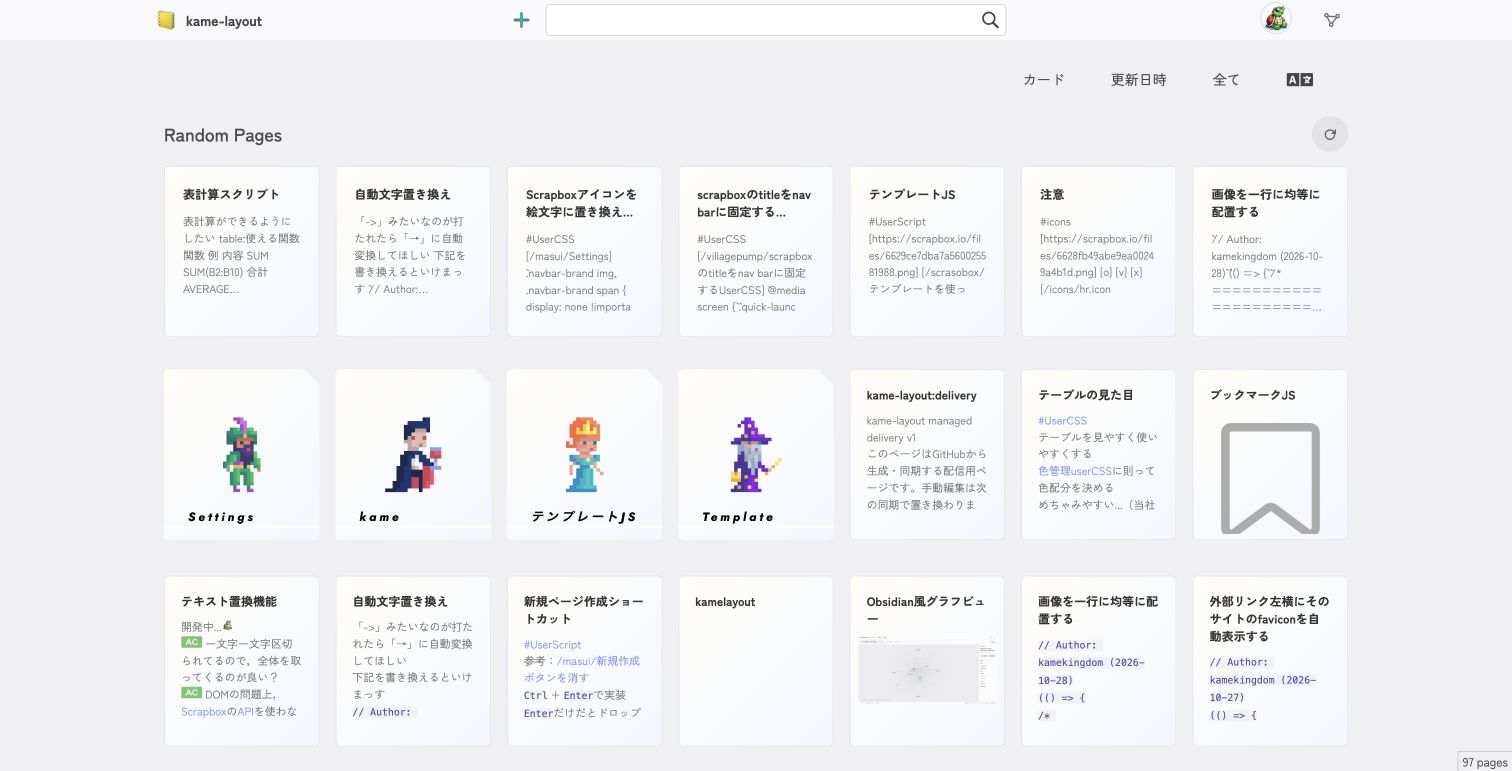 kame-layout
カード 更新日時 全て A文
Random Pages
表計算スクリプト
表計算ができるように
したい table:使える関数
関数 例 内容 SUM
SUM(B2:B10) 合計
AVERAGE...
自動文字置き換え
「->」みたいなのが打
たれたら「→」に自動
変換してほしい 下記を
書き換えるといけまっ
す // Author:...
Scrapboxアイコンを
絵文字に置き換え...
#UserCSS
[/masui/Settings]
`.navbar-brand img,
.navbar-brand span {
display: none !importa
scrapboxのtitleをnav
barに固定する...
#UserCSS
[/villagepump/scrapbox
のtitleをnav barに固定
するUserCSS] @media
screen {`.quick-launc
テンプレートJS
#UserScript
[https://scrapbox.io/fil
es/6629ce7dba7a5600255
81988.png] [/scrasobox/
テンプレートを使っ
注意
#icons
[https://scrapbox.io/fil
es/6628fb49abe9ea0024
9a4b1d.png] [o] [v] [x]
[/icons/hr.icon
画像を一行に均等に
配置する
// Author:
kamekingdom (2026-10-
28)`(() => {`/*
===========
==========...
Settings
kame
テンプレートJS
Template
kame-layout:delivery
kame-layout managed
delivery v1
このページはGitHubから
生成・同期する配信用ペ
ージです。手動編集は次
の同期で置き換わりま
テーブルの見た目
#UserCSS
テーブルを見やすく使い
やすくする
色管理userCSSに則って
色配分を決める
めちゃみやすい...（当社
ブックマークJS
テキスト置換機能
開発中...
AC 一文字一文字区切
られてるので，全体を取
ってくるのが良い？
AC DOMの問題上，
ScrapboxのAPIを使わな
自動文字置き換え
「->」みたいなのが打た
れたら「→」に自動変換
してほしい
下記を書き換えるといけ
まっす
// Author:
新規ページ作成ショー
トカット
#UserScript
参考：/masui/新規作成
ボタンを消す
Ctrl + Enterで実装
Enterだけだとドロップ
kamelayout
Obsidian風グラフビュ
ー
画像を一行に均等に配
置する
// Author:
kamekingdom (2026-
10-28)
(() => {
/*
外部リンク左横にその
サイトのfaviconを自
動表示する
// Author:
kamekingdom (2026-
10-27)
(() => {
97 pages